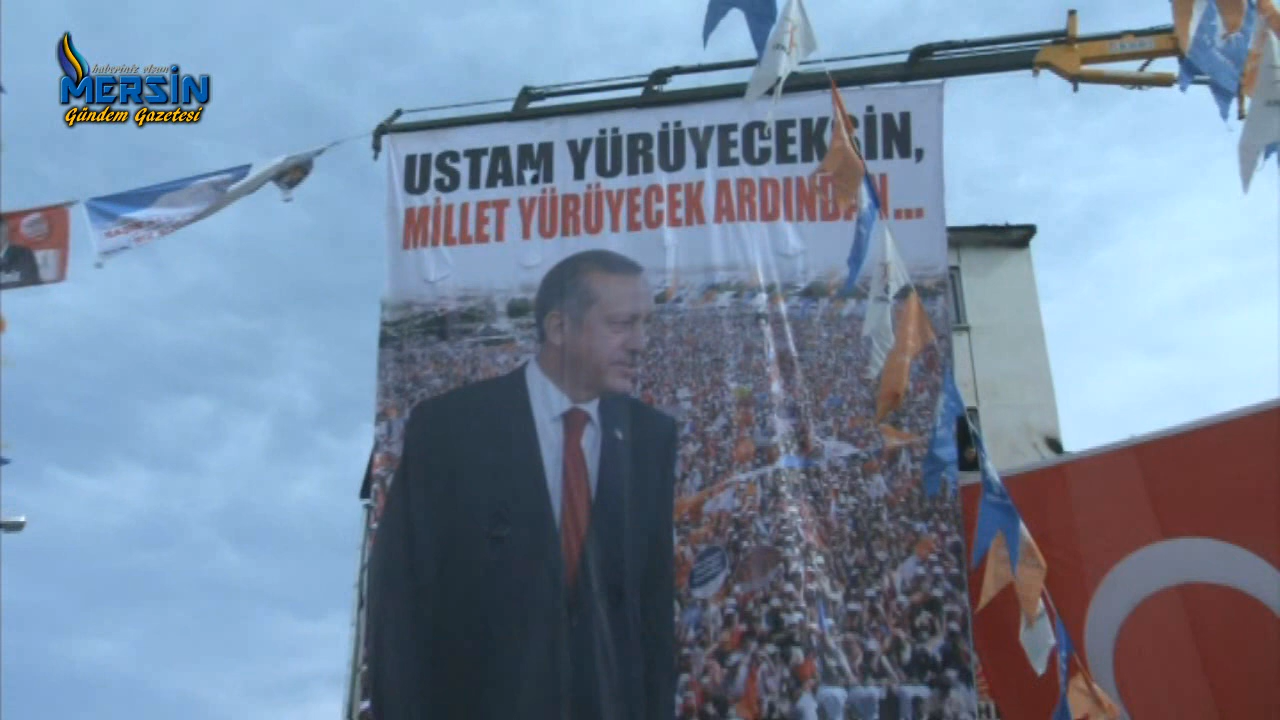 haberiniz olsun
MERSİN
Gündem Gazetesi
USTAM YÜRÜYECEKSİN,
MİLLET YÜRÜYECEK ARDINDAN...